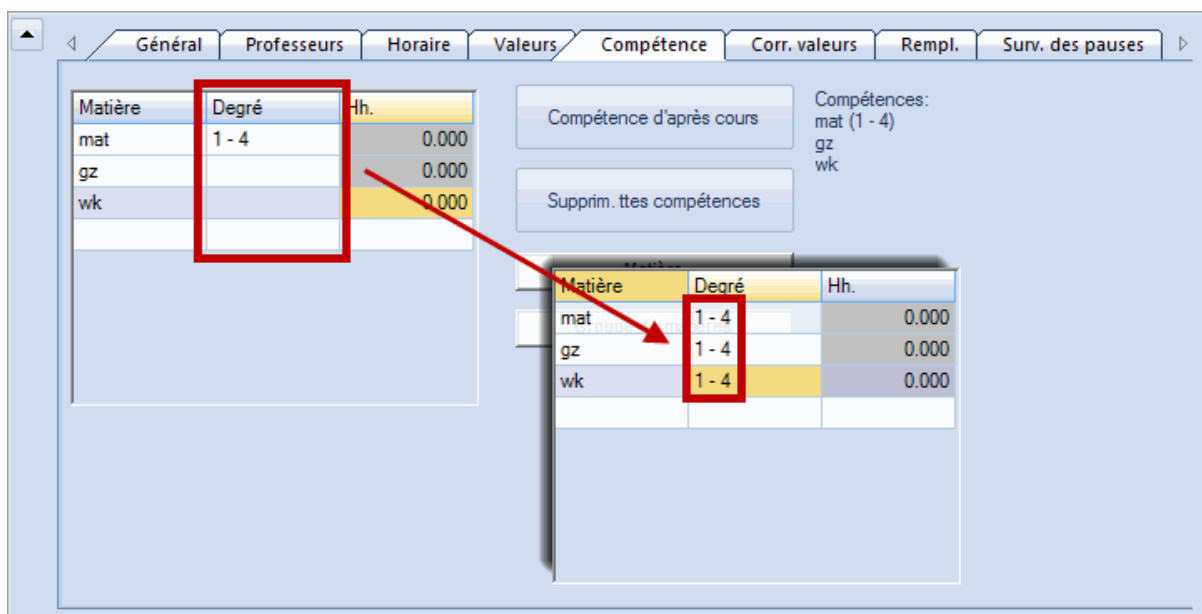 Général Professeurs Horaire Valeurs Compétence Corr. valeurs Rempl. Surv. des pauses
Matière Degré Hh.
mat 1 - 4 0.000
gz 0.000
wk 0.000
Compétence d'après cours
Supprim. ttes compétences
Matière
Compétences:
mat (1 - 4)
gz
wk
Matière Degré Hh.
mat 1 - 4 0.000
gz 1 - 4 0.000
wk 1 - 4 0.000